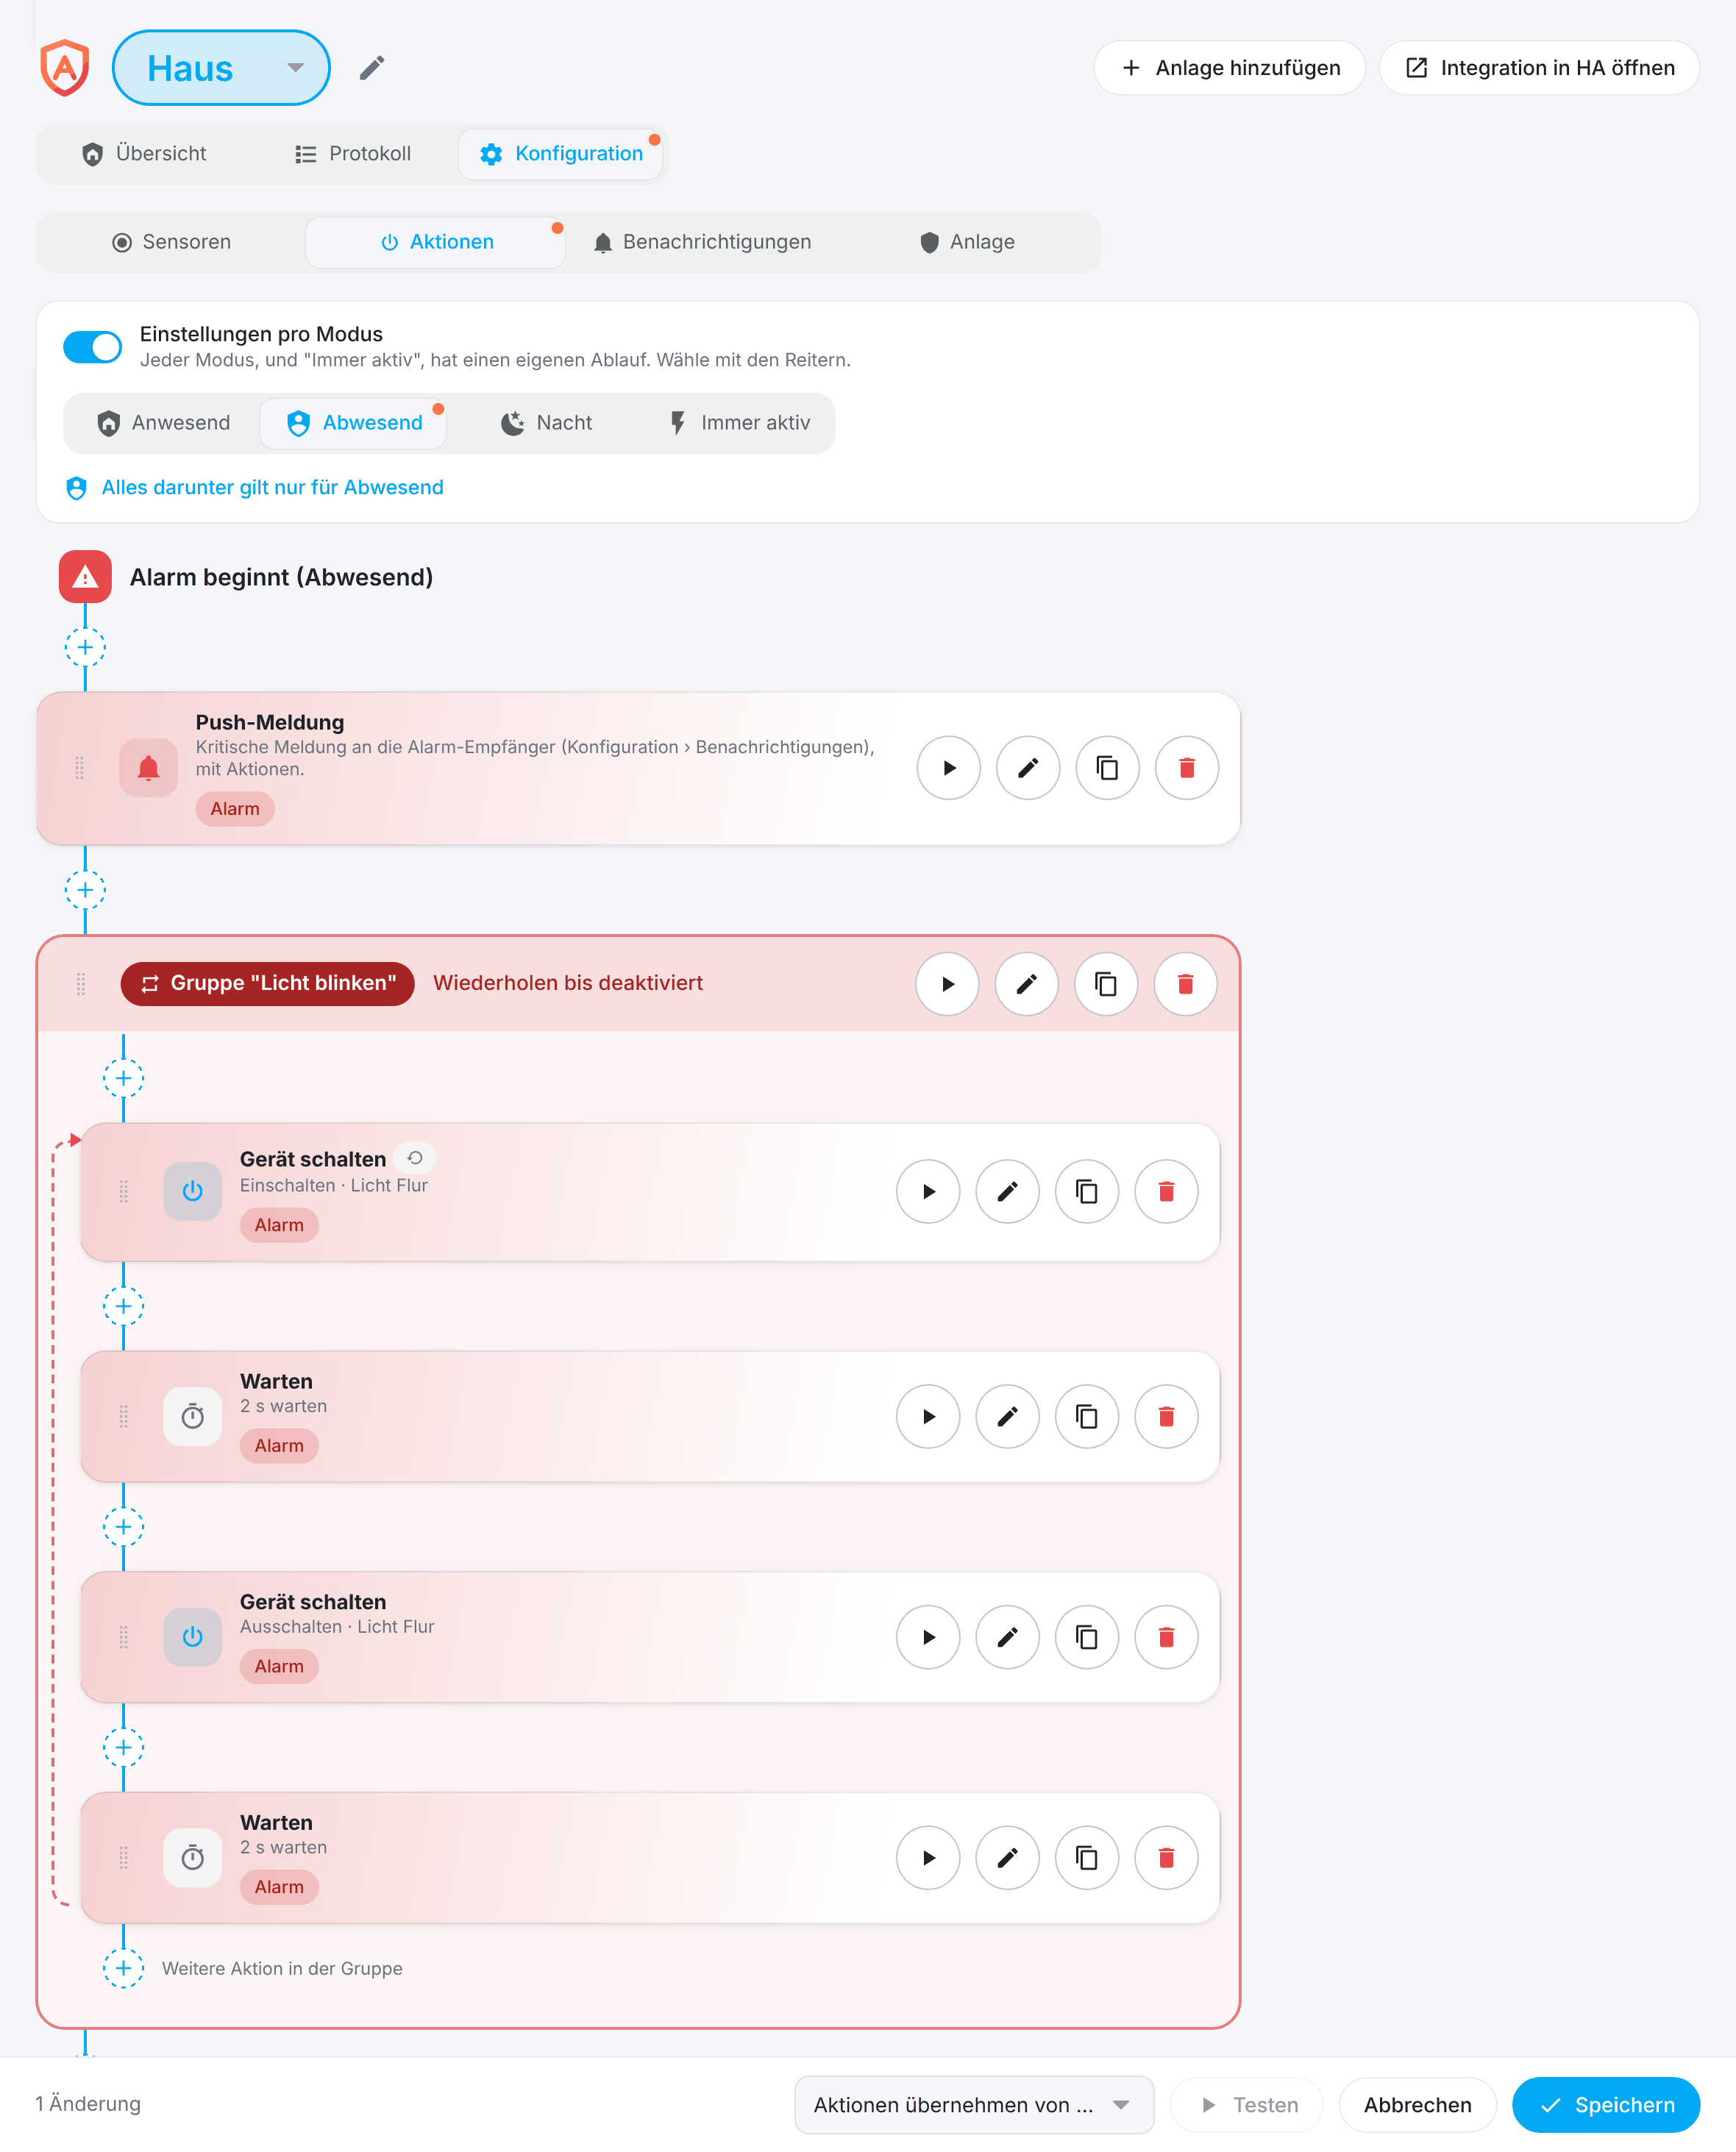 Haus
Anlage hinzufügen
Integration in HA öffnen
Übersicht
Protokoll
Konfiguration
Sensoren
Aktionen
Benachrichtigungen
Anlage
Einstellungen pro Modus
Jeder Modus, und "Immer aktiv", hat einen eigenen Ablauf. Wähle mit den Reitern.
Anwesend
Abwesend
Nacht
Immer aktiv
Alles darunter gilt nur für Abwesend
Alarm beginnt (Abwesend)
Push-Meldung
Kritische Meldung an die Alarm-Empfänger (Konfiguration › Benachrichtigungen),
mit Aktionen.
Alarm
Gruppe "Licht blinken"
Wiederholen bis deaktiviert
Gerät schalten
Einschalten · Licht Flur
Alarm
Warten
2 s warten
Alarm
Gerät schalten
Ausschalten · Licht Flur
Alarm
Warten
2 s warten
Alarm
Weitere Aktion in der Gruppe
1 Änderung
Aktionen übernehmen von ...
Testen
Abbrechen
Speichern